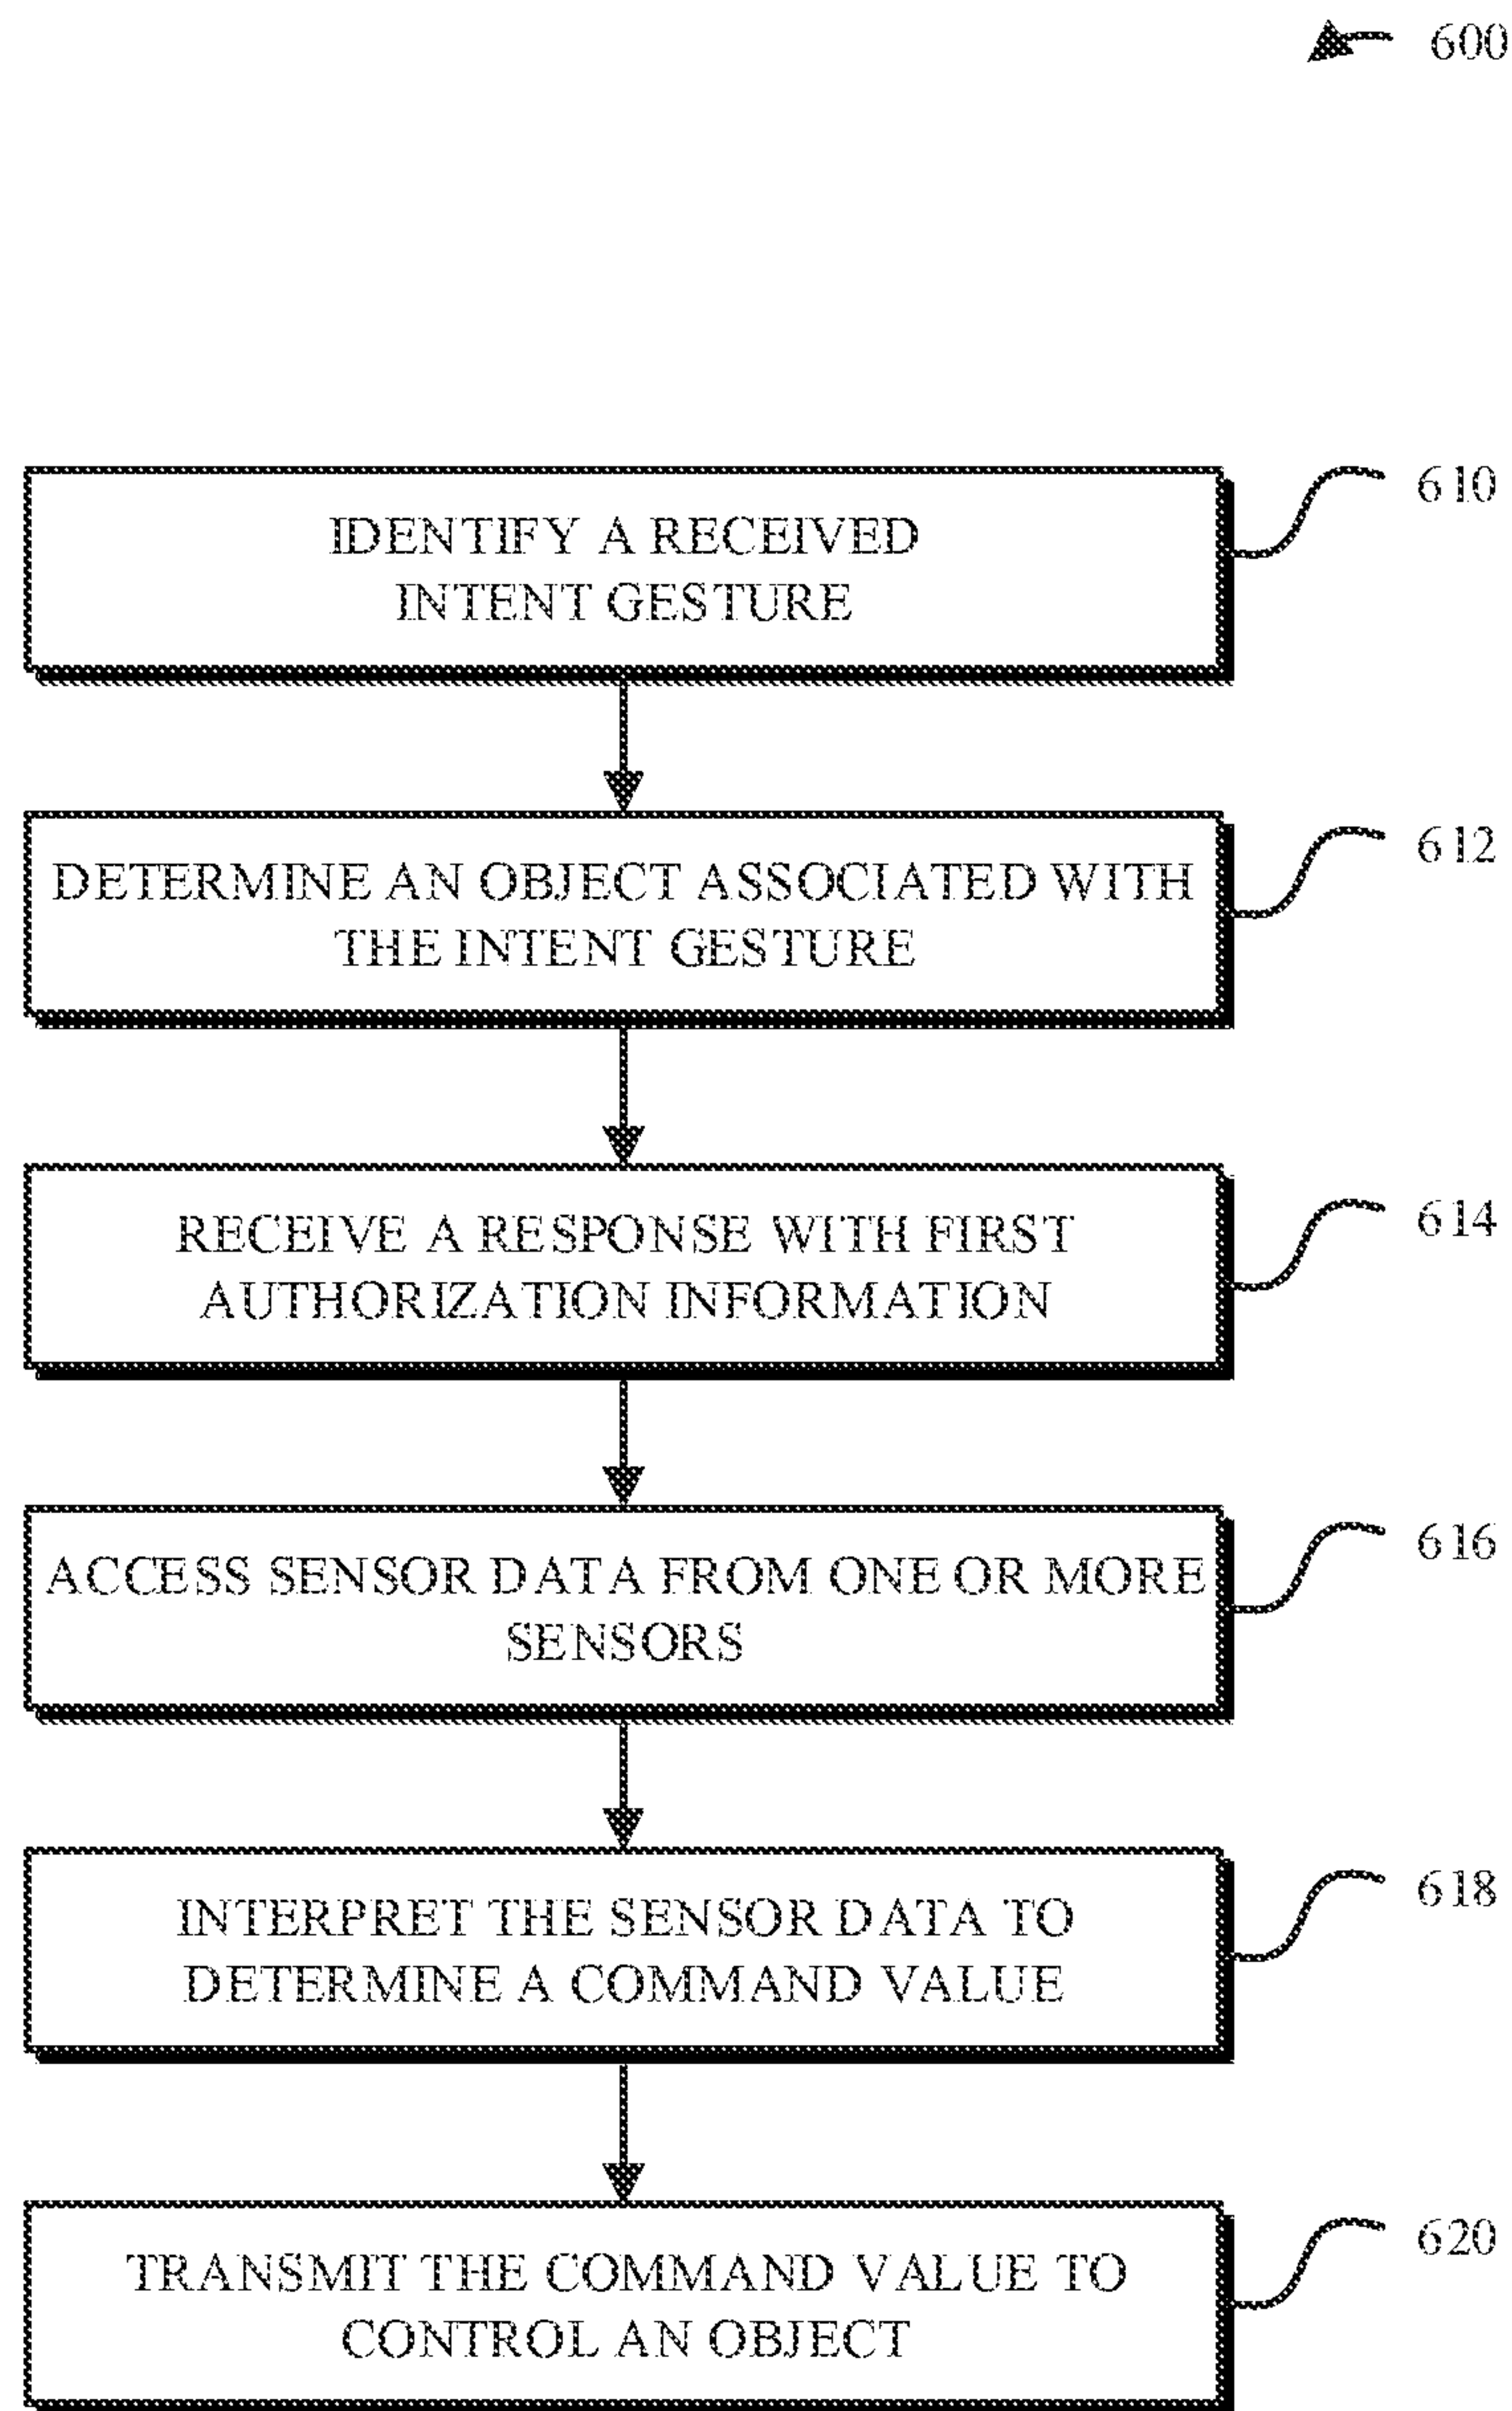 600
IDENTIFY A RECEIVED
INTENT GESTURE
610
DETERMINE AN OBJECT ASSOCIATED WITH
THE INTENT GESTURE
612
RECEIVE A RESPONSE WITH FIRST
AUTHORIZATION INFORMATION
614
ACCESS SENSOR DATA FROM ONE OR MORE
SENSORS
616
INTERPRET THE SENSOR DATA TO
DETERMINE A COMMAND VALUE
618
TRANSMIT THE COMMAND VALUE TO
CONTROL AN OBJECT
620